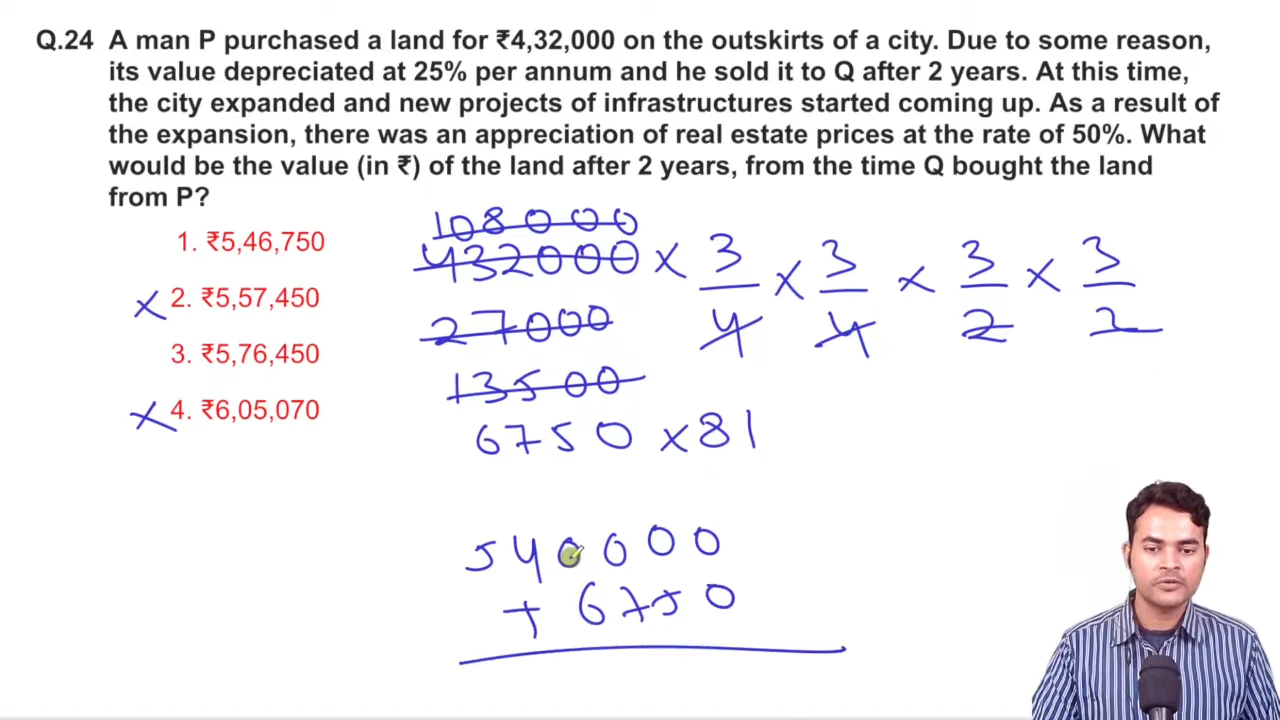 Q.24 A man P purchased a land for ₹4,32,000 on the outskirts of a city. Due to some reason,
its value depreciated at 25% per annum and he sold it to Q after 2 years. At this time,
the city expanded and new projects of infrastructures started coming up. As a result of
the expansion, there was an appreciation of real estate prices at the rate of 50%. What
would be the value (in ₹) of the land after 2 years, from the time Q bought the land
from P?
1. ₹5,46,750
2. ₹5,57,450
3. ₹5,76,450
4. ₹6,05,070
108000
432000 × 3/4 × 3/4 × 3/2 × 3/2
27000
13500
6750 × 81
540000
+ 6750